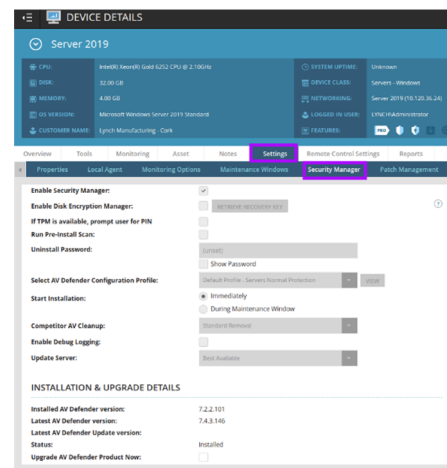 DEVICE DETAILS
Server 2019
CPU: Intel(R) Xeon(R) Gold 6252 CPU @ 2.10GHz SYSTEM UPTIME: Unknown
DISK: 32.00 GB DEVICE CLASS: Servers - Windows
MEMORY: 4.00 GB NETWORKING: Server 2019 (10.120.36.24)
OS VERSION: Microsoft Windows Server 2019 Standard LOGGED IN USER: LYNCH\Administrator
CUSTOMER NAME: Lynch Manufacturing - Cork FEATURES: PRO
Overview Tools Monitoring Asset Notes Settings Remote Control Settings Reports
Properties Local Agent Monitoring Options Maintenance Windows Security Manager Patch Management
Enable Security Manager:
Enable Disk Encryption Manager: RETRIEVE RECOVERY KEY
If TPM is available, prompt user for PIN
Run Pre-Install Scan:
Uninstall Password: (unset)
Show Password
Select AV Defender Configuration Profile: Default Profile - Servers Normal Protection VIEW
Start Installation: Immediately
During Maintenance Window
Competitor AV Cleanup: Standard Removal
Enable Debug Logging:
Update Server: Best Available
INSTALLATION & UPGRADE DETAILS
Installed AV Defender version: 7.2.2.101
Latest AV Defender version: 7.4.3.146
Latest AV Defender Update version:
Status: Installed
Upgrade AV Defender Product Now: